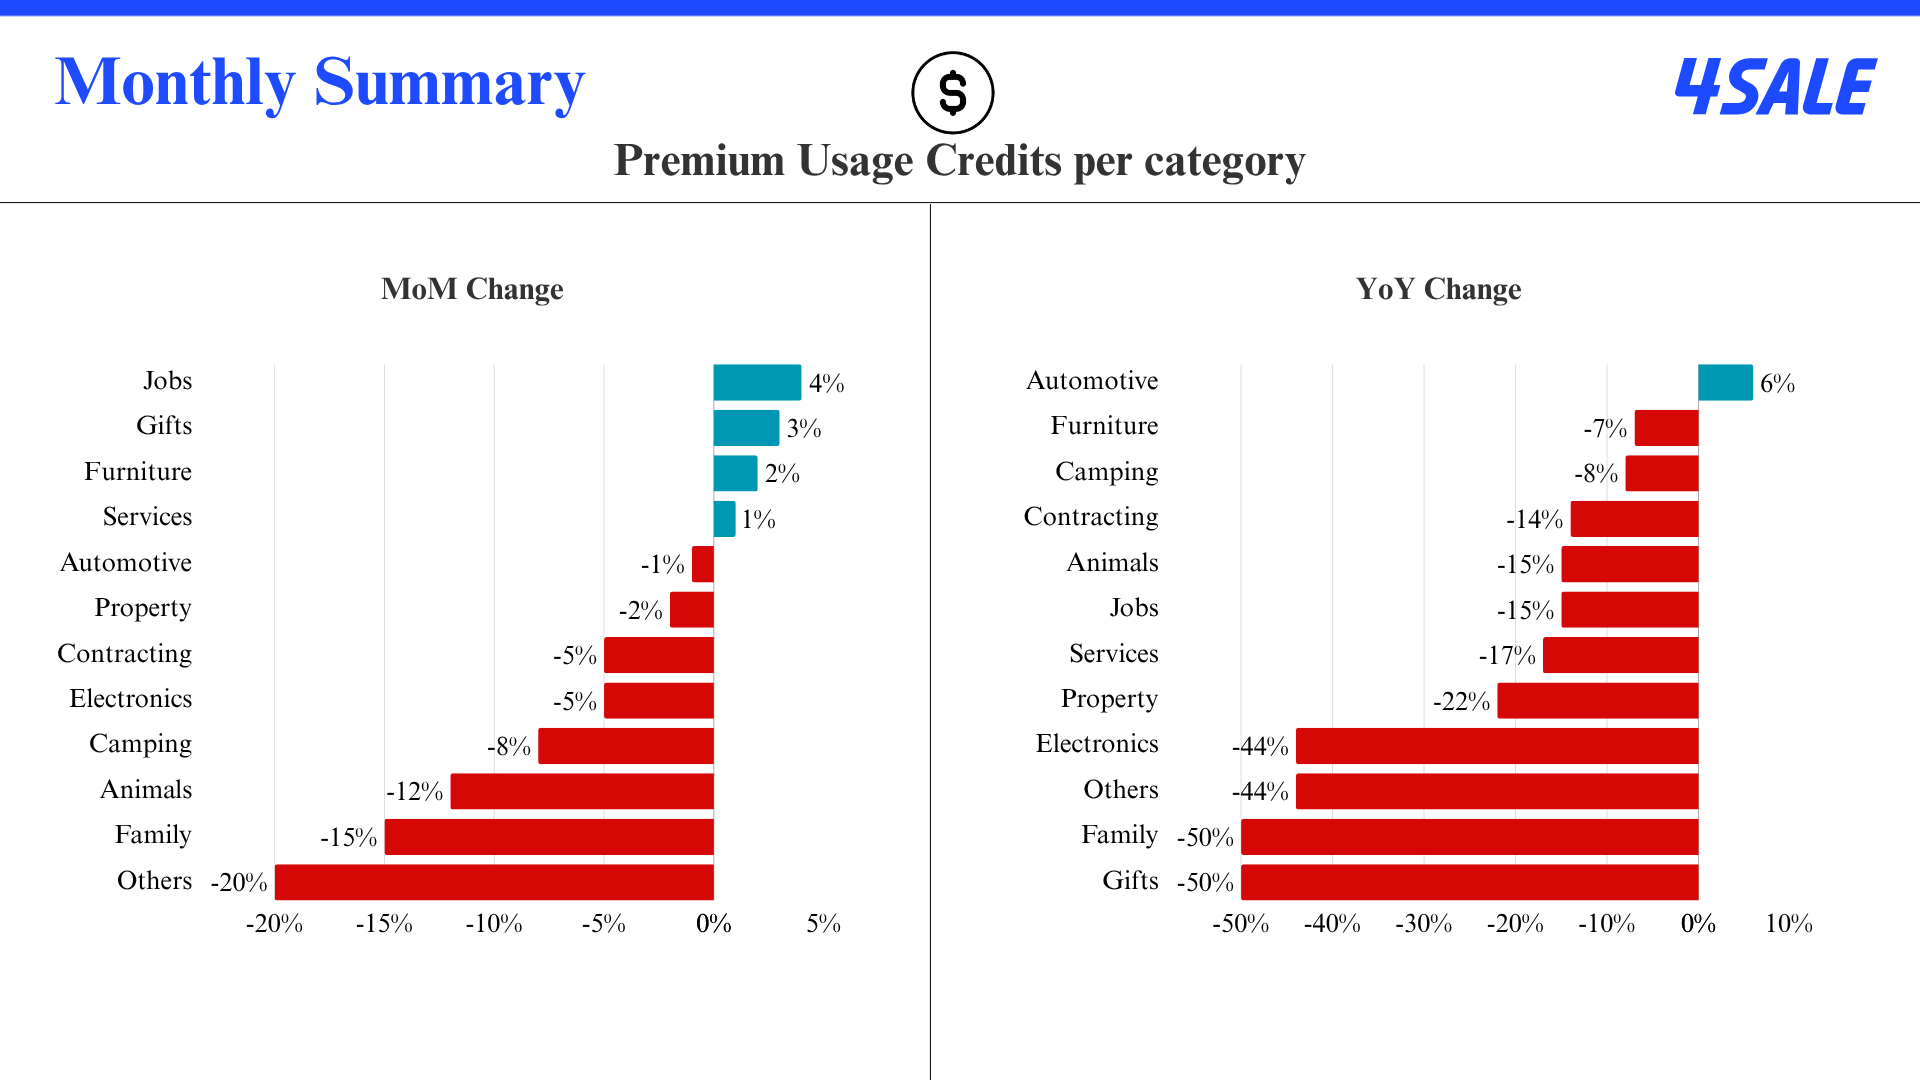 Monthly Summary
$
4SALE
Premium Usage Credits per category
MoM Change
Jobs 4%
Gifts 3%
Furniture 2%
Services 1%
Automotive -1%
Property -2%
Contracting -5%
Electronics -5%
Camping -8%
Animals -12%
Family -15%
Others -20%
-20% -15% -10% -5% 0% 5%
YoY Change
Automotive 6%
Furniture -7%
Camping -8%
Contracting -14%
Animals -15%
Jobs -15%
Services -17%
Property -22%
Electronics -44%
Others -44%
Family -50%
Gifts -50%
-50% -40% -30% -20% -10% 0% 10%